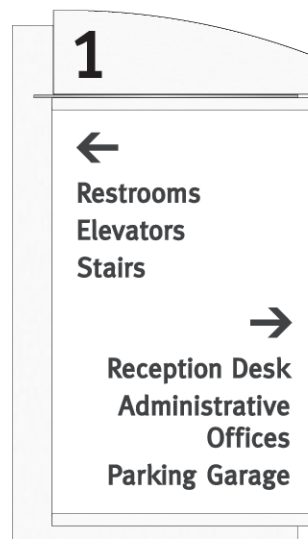 1
←
Restrooms
Elevators
Stairs
→
Reception Desk
Administrative
Offices
Parking Garage